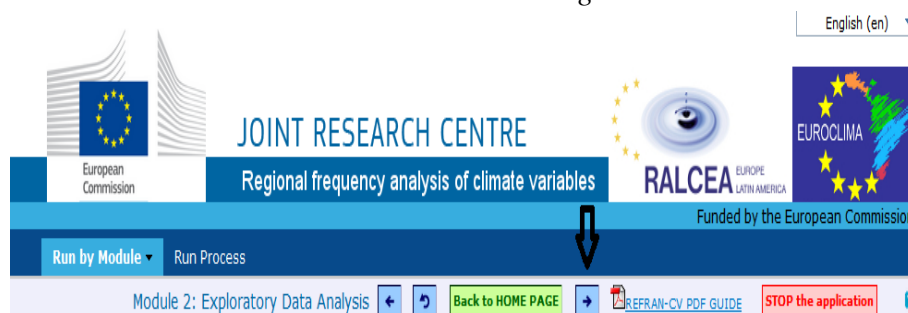 English (en)
European
Commission
JOINT RESEARCH CENTRE
Regional frequency analysis of climate variables
RALCEA EUROPE
LATIN AMERICA
EUROCLIMA
Funded by the European Commission
Run by Module
Run Process
Module 2: Exploratory Data Analysis
Back to HOME PAGE
REFRAN-CV PDF GUIDE
STOP the application